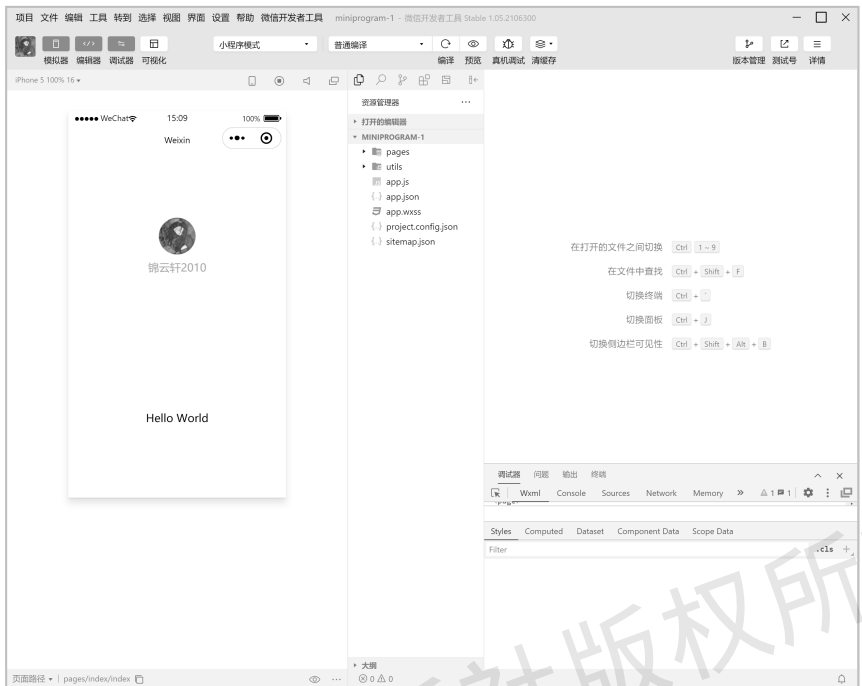 项目 文件 编辑 工具 转到 选择 视图 界面 设置 帮助 微信开发者工具 miniprogram-1 - 微信开发者工具 Stable 1.05.2106300
小程序模式 普通编译
模拟器 编辑器 调试器 可视化 编译 预览 真机调试 清缓存 版本管理 测试号 详情
iPhone 5 100% 16
WeChat 15:09 100%
Weixin
锦云轩2010
Hello World
页面路径 | pages/index/index
资源管理器
打开的编辑器
MINIPROGRAM-1
pages
utils
app.js
app.json
app.wxss
project.config.json
sitemap.json
大纲
0 0
在打开的文件之间切换 Ctrl 1 ~ 9
在文件中查找 Ctrl + Shift + F
切换终端 Ctrl + `
切换面板 Ctrl + J
切换侧边栏可见性 Ctrl + Shift + Alt + B
调试器 问题 输出 终端
Wxml Console Sources Network Memory 1 1
Styles Computed Dataset Component Data Scope Data
Filter .cls +
社版权所